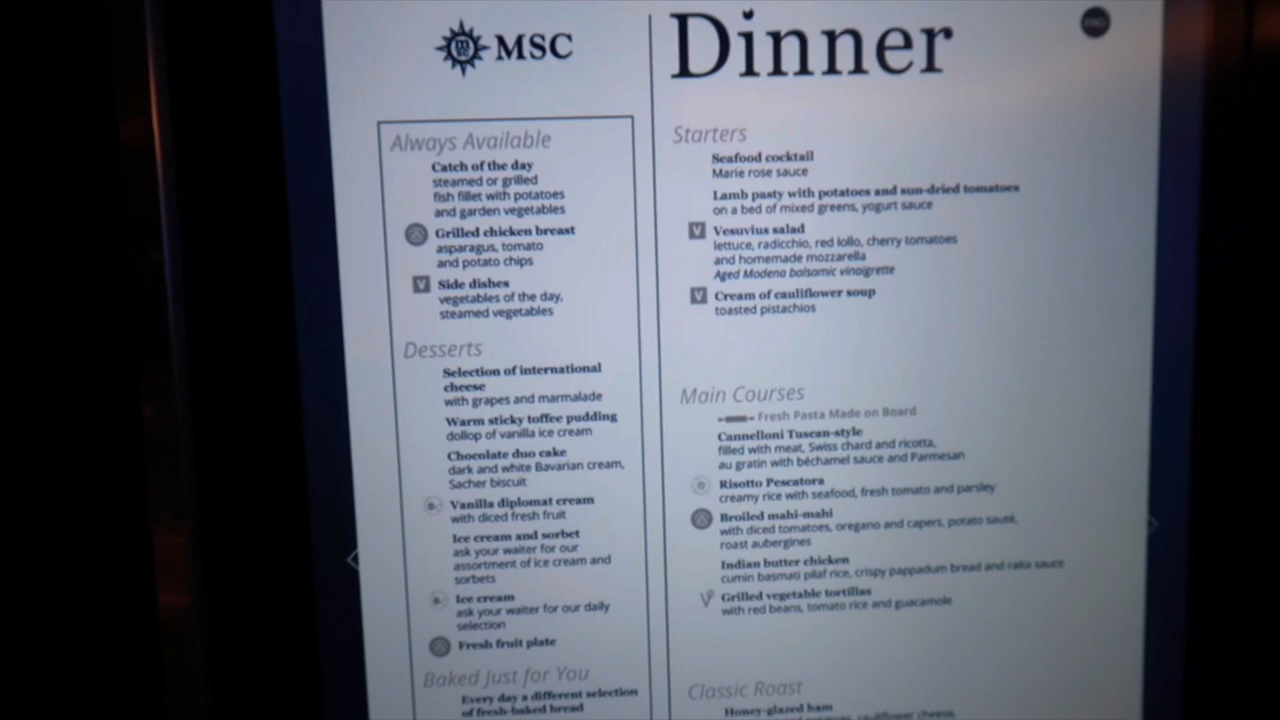 MSC
Dinner
Always Available
Catch of the day
steamed or grilled
fish fillet with potatoes
and garden vegetables
Grilled chicken breast
asparagus, tomato
and potato chips
V Side dishes
vegetables of the day,
steamed vegetables
Desserts
Selection of international
cheese
with grapes and marmalade
Warm sticky toffee pudding
dollop of vanilla ice cream
Chocolate duo cake
dark and white Bavarian cream,
Sacher biscuit
Vanilla diplomat cream
with diced fresh fruit
Ice cream and sorbet
ask your waiter for our
assortment of ice cream and
sorbets
Ice cream
ask your waiter for our daily
selection
Fresh fruit plate
Baked Just for You
Every day a different selection
of fresh-baked bread
Starters
Seafood cocktail
Marie rose sauce
Lamb pasty with potatoes and sun-dried tomatoes
on a bed of mixed greens, yogurt sauce
V Vesuvius salad
lettuce, radicchio, red lollo, cherry tomatoes
and homemade mozzarella
Aged Modena balsamic vinaigrette
V Cream of cauliflower soup
toasted pistachios
Main Courses
Fresh Pasta Made on Board
Cannelloni Tuscan-style
filled with meat, Swiss chard and ricotta,
au gratin with béchamel sauce and Parmesan
Risotto Pescatora
creamy rice with seafood, fresh tomato and parsley
Broiled mahi-mahi
with diced tomatoes, oregano and capers, potato sauté,
roast aubergines
Indian butter chicken
cumin basmati pilaf rice, crispy pappadum bread and raita sauce
Grilled vegetable tortillas
with red beans, tomato rice and guacamole
Classic Roast
Honey-glazed ham
cauliflower cheese,